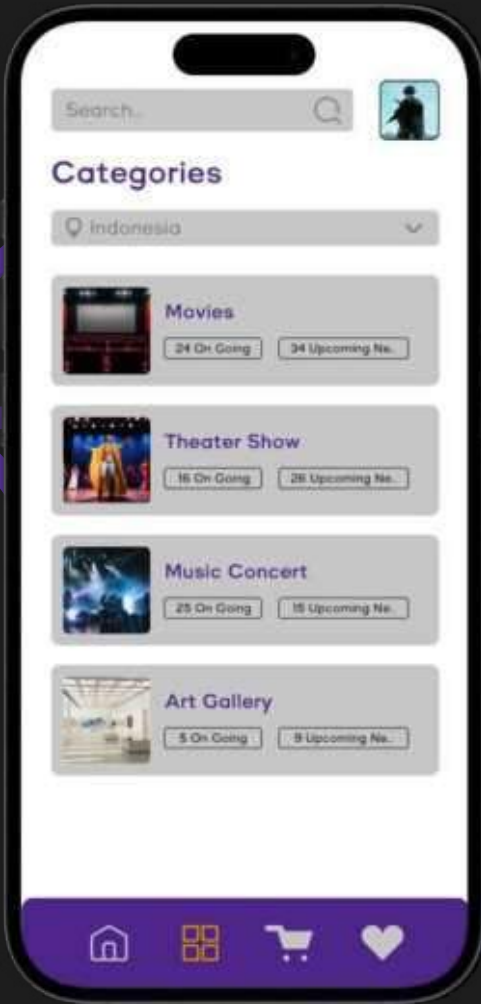 Search..
Categories
Indonesia
Movies
24 On Going
34 Upcoming Ne..
Theater Show
16 On Going
26 Upcoming Ne..
Music Concert
25 On Going
15 Upcoming Ne..
Art Gallery
5 On Going
9 Upcoming Ne..